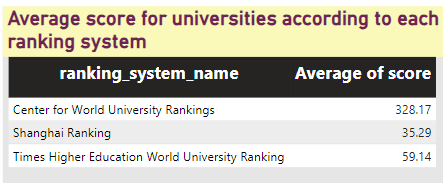 Average score for universities according to each
ranking system
ranking_system_name Average of score
Center for World University Rankings 328.17
Shanghai Ranking 35.29
Times Higher Education World University Ranking 59.14